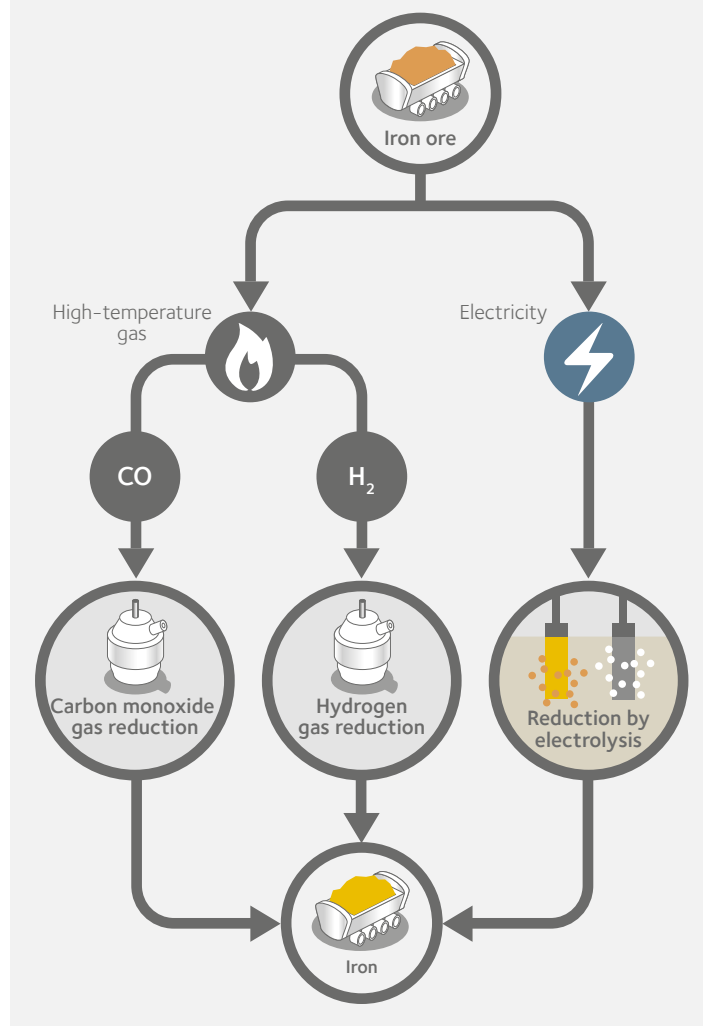 Iron ore
High-temperature
gas
Electricity
CO
H₂
Carbon monoxide
gas reduction
Hydrogen
gas reduction
Reduction by
electrolysis
Iron